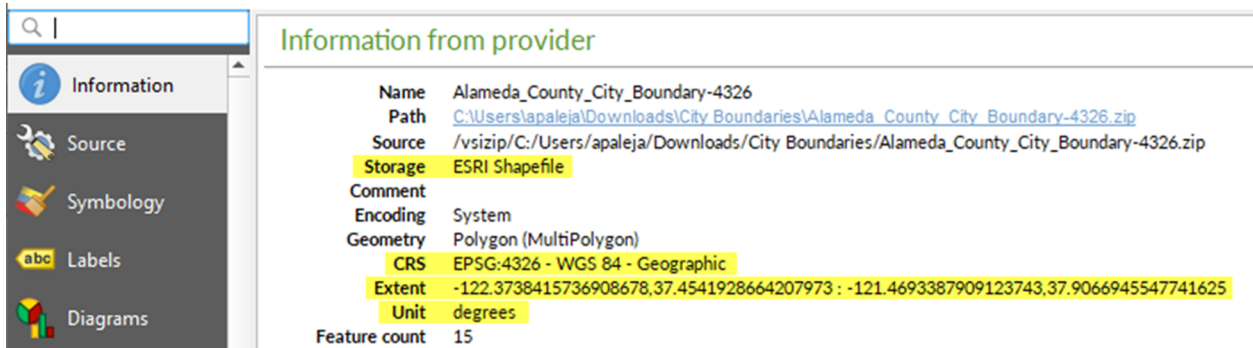 Information
Source
Symbology
abc Labels
Diagrams
Information from provider
Name Alameda_County_City_Boundary-4326
Path C:\Users\apaleja\Downloads\City Boundaries\Alameda_County_City_Boundary-4326.zip
Source /vsizip/C:/Users/apaleja/Downloads/City Boundaries/Alameda_County_City_Boundary-4326.zip
Storage ESRI Shapefile
Comment
Encoding System
Geometry Polygon (MultiPolygon)
CRS EPSG:4326 - WGS 84 - Geographic
Extent -122.3738415736908678,37.4541928664207973 : -121.4693387909123743,37.9066945547741625
Unit degrees
Feature count 15